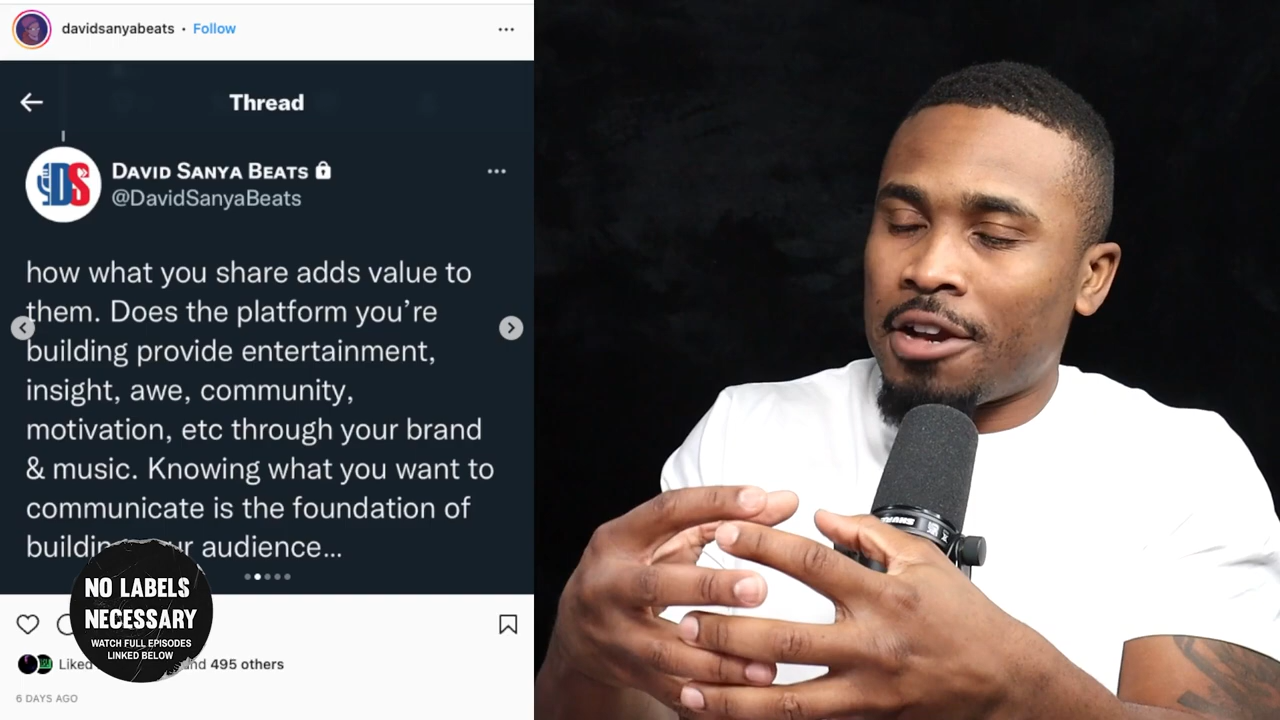 davidsanyabeats • Follow
Thread
DS
DAVID SANYA BEATS
@DavidSanyaBeats
how what you share adds value to
them. Does the platform you’re
building provide entertainment,
insight, awe, community,
motivation, etc through your brand
& music. Knowing what you want to
communicate is the foundation of
audience...
NO LABELS
NECESSARY
WATCH FULL EPISODES
LINKED BELOW
Liked 495 others
6 DAYS AGO
SHURE